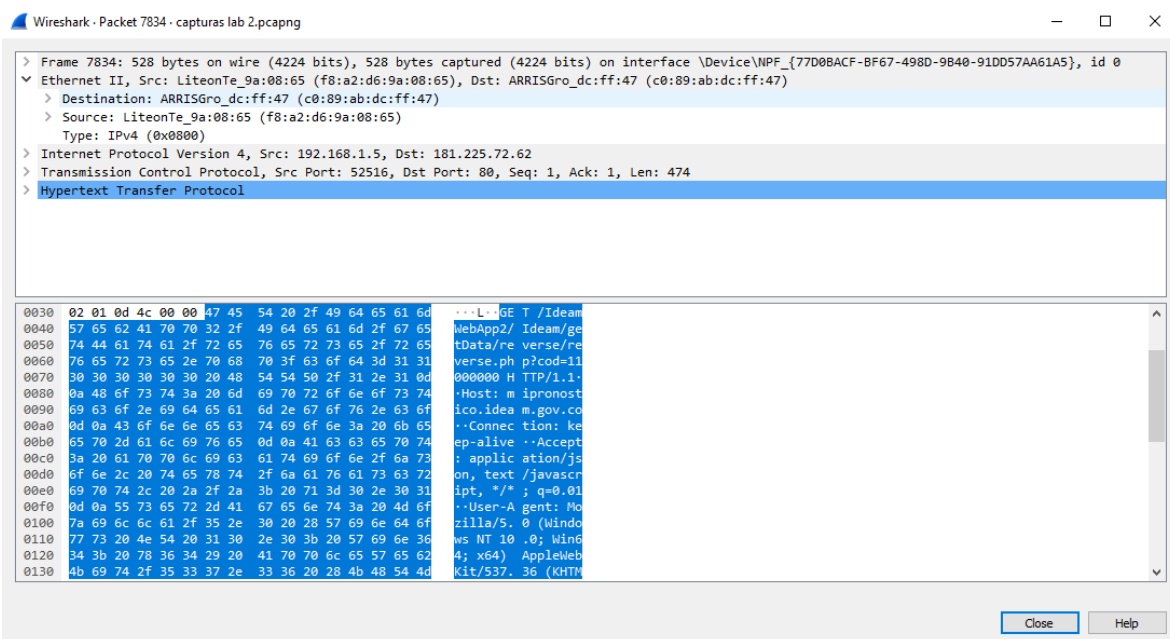 Wireshark · Packet 7834 · capturas lab 2.pcapng
Frame 7834: 528 bytes on wire (4224 bits), 528 bytes captured (4224 bits) on interface \Device\NPF_{77D0BACF-BF67-498D-9B40-91DD57AA61A5}, id 0
Ethernet II, Src: LiteonTe_9a:08:65 (f8:a2:d6:9a:08:65), Dst: ARRISGro_dc:ff:47 (c0:89:ab:dc:ff:47)
Destination: ARRISGro_dc:ff:47 (c0:89:ab:dc:ff:47)
Source: LiteonTe_9a:08:65 (f8:a2:d6:9a:08:65)
Type: IPv4 (0x0800)
Internet Protocol Version 4, Src: 192.168.1.5, Dst: 181.225.72.62
Transmission Control Protocol, Src Port: 52516, Dst Port: 80, Seq: 1, Ack: 1, Len: 474
Hypertext Transfer Protocol
0030 02 01 0d 4c 00 00 47 45 54 20 2f 49 64 65 61 6d ···L··GE T /Ideam
0040 57 65 62 41 70 70 32 2f 49 64 65 61 6d 2f 67 65 WebApp2/ Ideam/ge
0050 74 44 61 74 61 2f 72 65 76 65 72 73 65 2f 72 65 tData/re verse/re
0060 76 65 72 73 65 2e 70 68 70 3f 63 6f 64 3d 31 31 verse.ph p?cod=11
0070 30 30 30 30 30 30 20 48 54 54 50 2f 31 2e 31 0d 000000 H TTP/1.1·
0080 0a 48 6f 73 74 3a 20 6d 69 70 72 6f 6e 6f 73 74 ·Host: m ipronost
0090 69 63 6f 2e 69 64 65 61 6d 2e 67 6f 76 2e 63 6f ico.idea m.gov.co
00a0 0d 0a 43 6f 6e 6e 65 63 74 69 6f 6e 3a 20 6b 65 ··Connec tion: ke
00b0 65 70 2d 61 6c 69 76 65 0d 0a 41 63 63 65 70 74 ep-alive ··Accept
00c0 3a 20 61 70 70 6c 69 63 61 74 69 6f 6e 2f 6a 73 : applic ation/js
00d0 6f 6e 2c 20 74 65 78 74 2f 6a 61 76 61 73 63 72 on, text /javascr
00e0 69 70 74 2c 20 2a 2f 2a 3b 20 71 3d 30 2e 30 31 ipt, */* ; q=0.01
00f0 0d 0a 55 73 65 72 2d 41 67 65 6e 74 3a 20 4d 6f ··User-A gent: Mo
0100 7a 69 6c 6c 61 2f 35 2e 30 20 28 57 69 6e 64 6f zilla/5. 0 (Windo
0110 77 73 20 4e 54 20 31 30 2e 30 3b 20 57 69 6e 36 ws NT 10 .0; Win6
0120 34 3b 20 78 36 34 29 20 41 70 70 6c 65 57 65 62 4; x64)  AppleWeb
0130 4b 69 74 2f 35 33 37 2e 33 36 20 28 4b 48 54 4d Kit/537. 36 (KHTM
Close Help